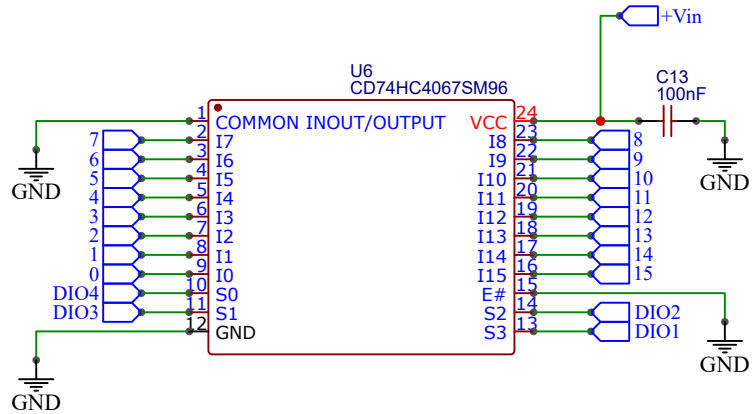 +Vin
U6
CD74HC4067SM96
C13
100nF
1 COMMON INOUT/OUTPUT VCC 24
7 2 I7 I8 23 8
6 3 I6 I9 22 9
5 4 I5 I10 21 10
4 5 I4 I11 20 11
3 6 I3 I12 19 12
2 7 I2 I13 18 13
1 8 I1 I14 17 14
0 9 I0 I15 16 15
DIO4 10 S0 E# 15
DIO3 11 S1 S2 14 DIO2
12 GND S3 13 DIO1
GND
GND
GND
GND